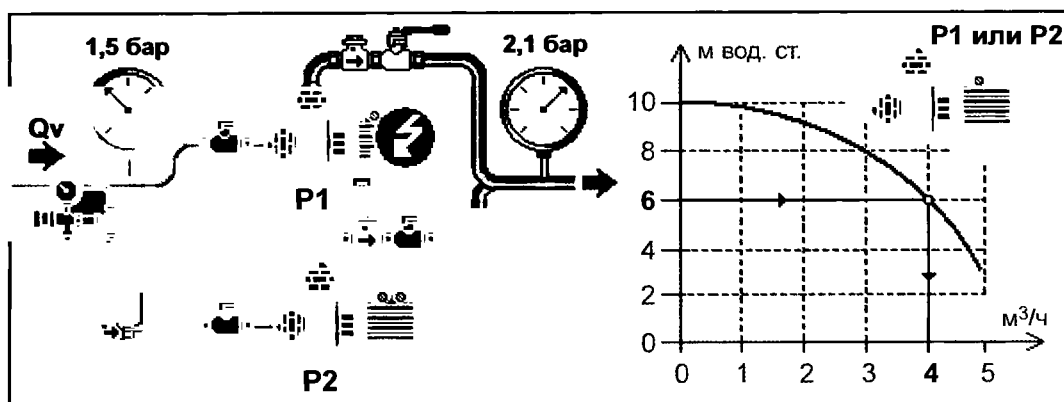 1,5 бар
2,1 бар
P1 или P2
м вод. ст.
Qv
P1
P2
10
8
6
4
2
0
0 1 2 3 4 5
м³/ч